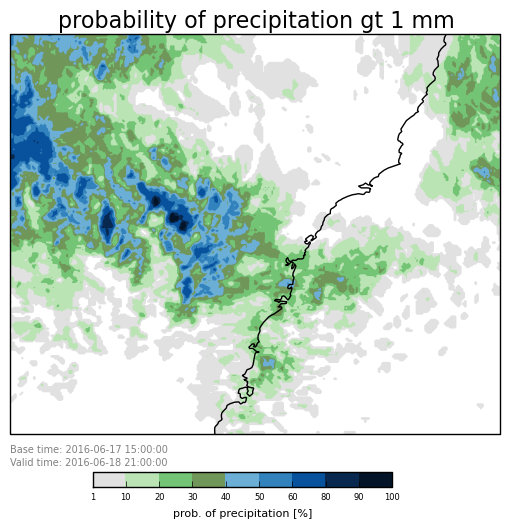 probability of precipitation gt 1 mm
Base time: 2016-06-17 15:00:00
Valid time: 2016-06-18 21:00:00
1 10 20 30 40 50 60 80 90 100
prob. of precipitation [%]